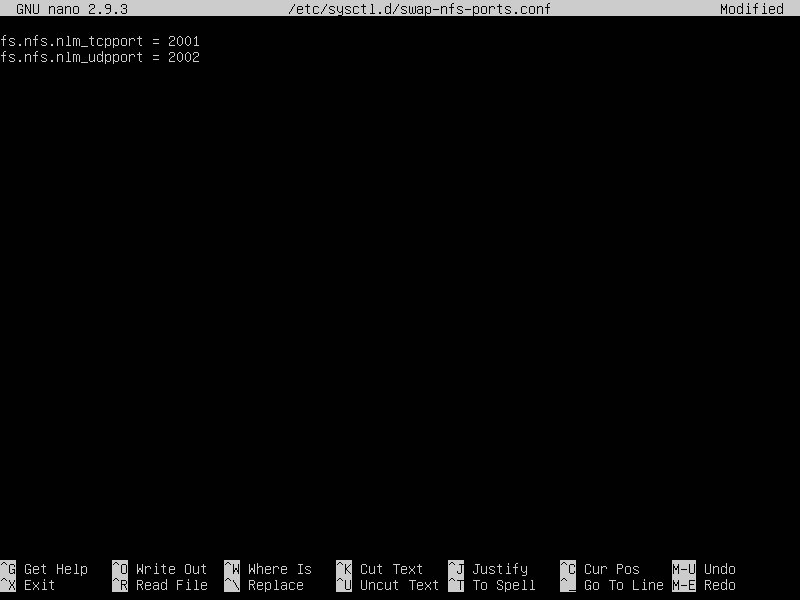 GNU nano 2.9.3 /etc/sysctl.d/swap-nfs-ports.conf Modified
fs.nfs.nlm_tcpport = 2001
fs.nfs.nlm_udpport = 2002
^G Get Help ^O Write Out ^W Where Is ^K Cut Text ^J Justify ^C Cur Pos M-U Undo
^X Exit ^R Read File ^\ Replace ^U Uncut Text ^T To Spell ^_ Go To Line M-E Redo